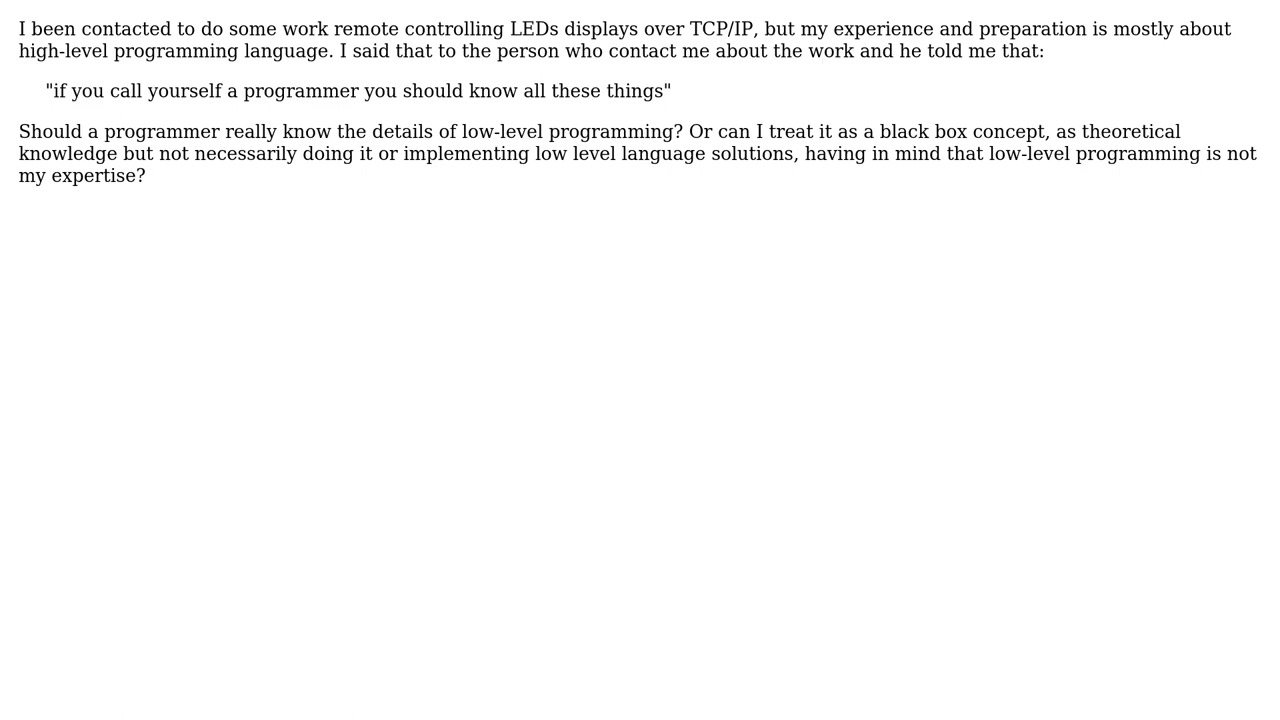 I been contacted to do some work remote controlling LEDs displays over TCP/IP, but my experience and preparation is mostly about
high-level programming language. I said that to the person who contact me about the work and he told me that:
"if you call yourself a programmer you should know all these things"
Should a programmer really know the details of low-level programming? Or can I treat it as a black box concept, as theoretical
knowledge but not necessarily doing it or implementing low level language solutions, having in mind that low-level programming is not
my expertise?